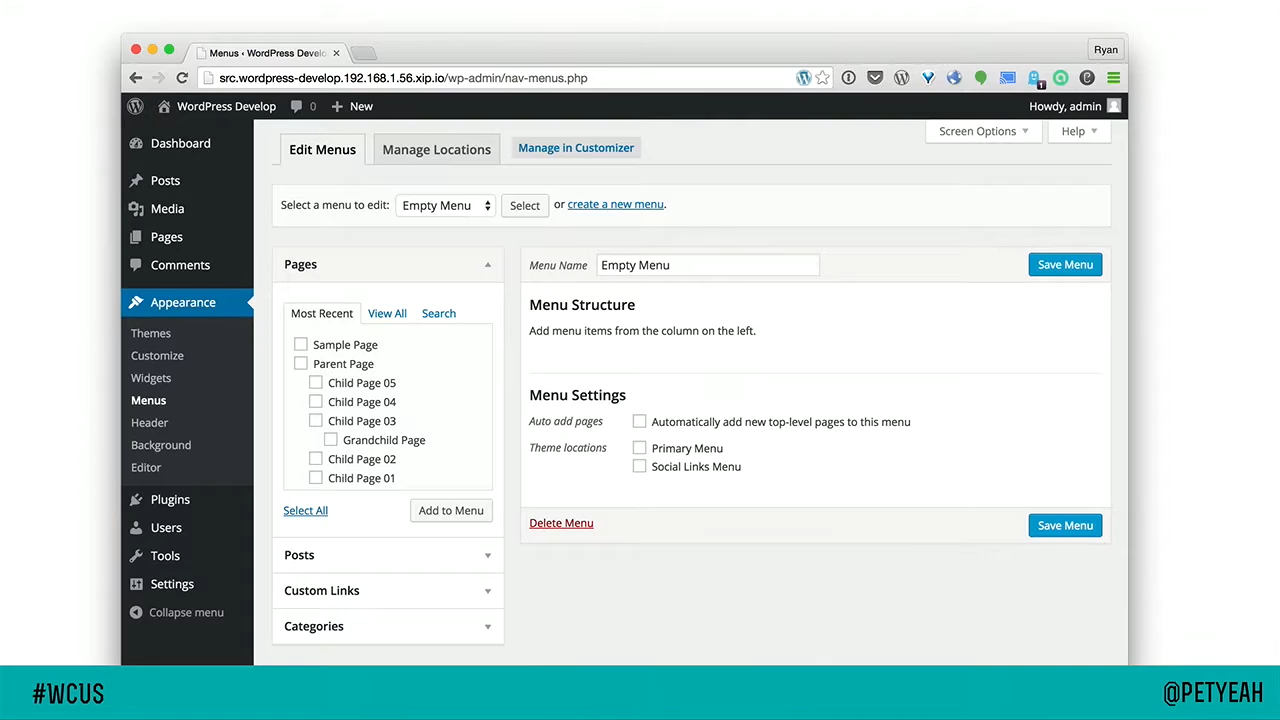 Menus ‹ WordPress Develo
Ryan
src.wordpress-develop.192.168.1.56.xip.io/wp-admin/nav-menus.php
1
WordPress Develop
0
New
Howdy, admin
Dashboard
Posts
Media
Pages
Comments
Appearance
Themes
Customize
Widgets
Menus
Header
Background
Editor
Plugins
Users
Tools
Settings
Collapse menu
Screen Options
Help
Edit Menus
Manage Locations
Manage in Customizer
Select a menu to edit: Empty Menu Select or create a new menu.
Pages
Most Recent View All Search
Sample Page
Parent Page
Child Page 05
Child Page 04
Child Page 03
Grandchild Page
Child Page 02
Child Page 01
Select All
Add to Menu
Posts
Custom Links
Categories
Menu Name Empty Menu
Save Menu
Menu Structure
Add menu items from the column on the left.
Menu Settings
Auto add pages Automatically add new top-level pages to this menu
Theme locations Primary Menu
Social Links Menu
Delete Menu
Save Menu
#WCUS
@PETYEAH